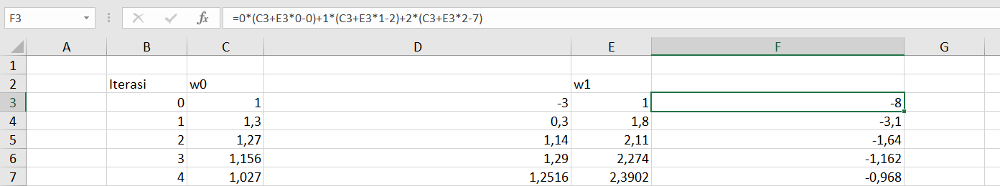 F3 fx =0*(C3+E3*0-0)+1*(C3+E3*1-2)+2*(C3+E3*2-7)
A B C D E F G
1
2 Iterasi w0 w1
3 0 1 -3 1 -8
4 1 1,3 0,3 1,8 -3,1
5 2 1,27 1,14 2,11 -1,64
6 3 1,156 1,29 2,274 -1,162
7 4 1,027 1,2516 2,3902 -0,968